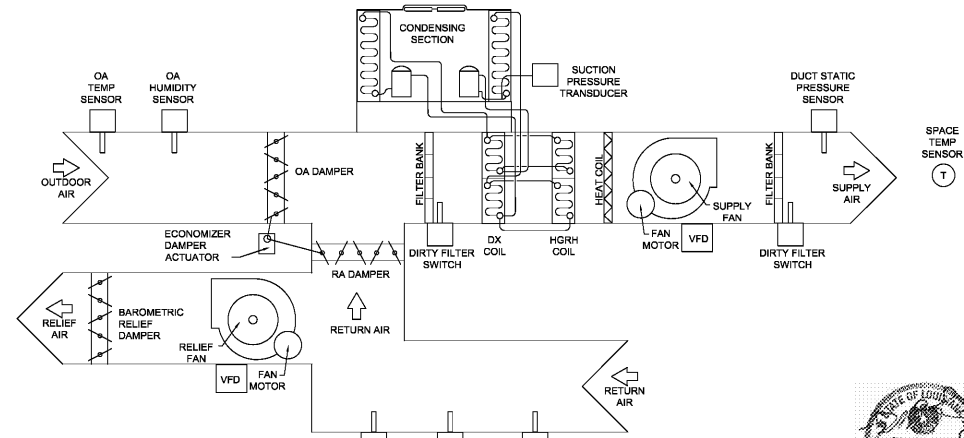 CONDENSING
SECTION
OA
TEMP
SENSOR
OA
HUMIDITY
SENSOR
SUCTION
PRESSURE
TRANSDUCER
DUCT STATIC
PRESSURE
SENSOR
SPACE
TEMP
SENSOR
T
OUTDOOR
AIR
OA DAMPER
FILTER BANK
HEAT COIL
SUPPLY
FAN
FILTER BANK
SUPPLY
AIR
ECONOMIZER
DAMPER
ACTUATOR
DIRTY FILTER
SWITCH
DX
COIL
HGRH
COIL
FAN
MOTOR
VFD
DIRTY FILTER
SWITCH
RA DAMPER
RELIEF
AIR
BAROMETRIC
RELIEF
DAMPER
RETURN AIR
RELIEF
FAN
VFD
FAN
MOTOR
RETURN
AIR
STATE OF LOUISIANA